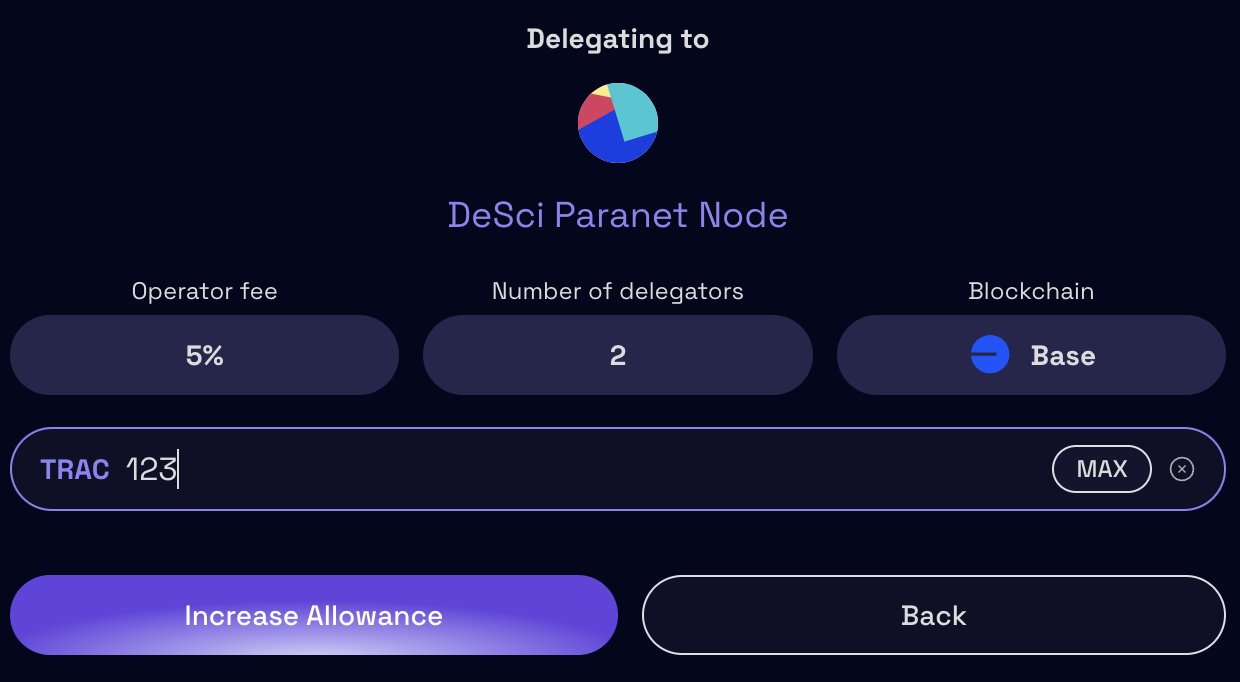 Delegating to
DeSci Paranet Node
Operator fee Number of delegators Blockchain
5% 2 Base
TRAC 123 MAX
Increase Allowance Back